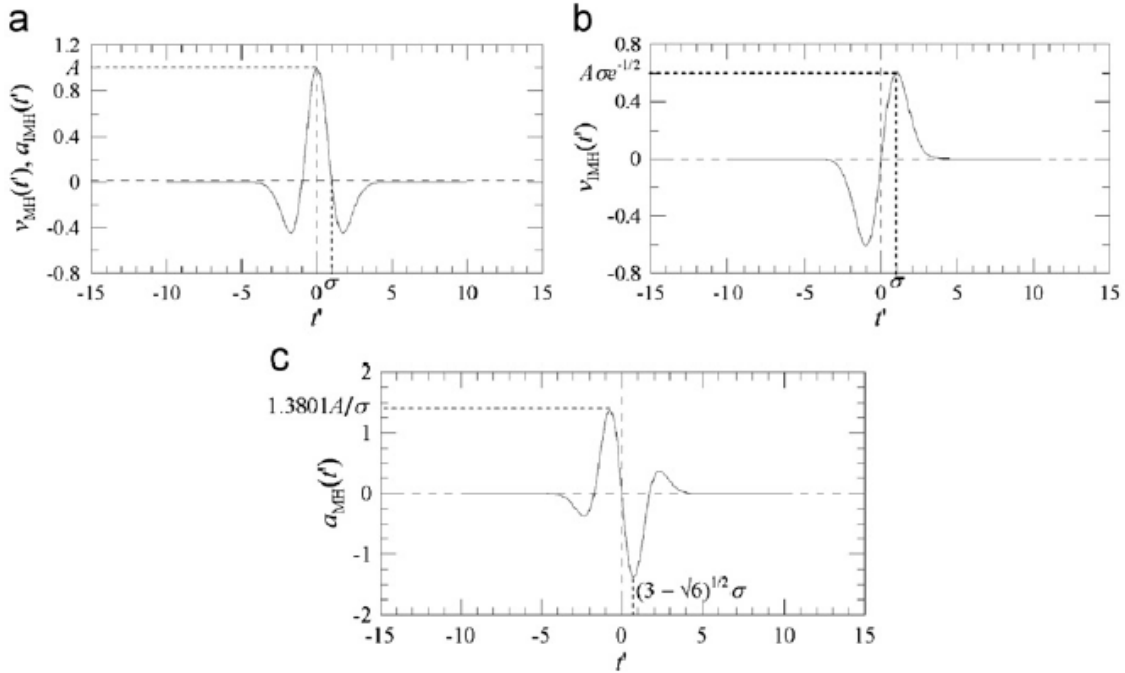 a
1.2
A
0.8
0.4
0
-0.4
-0.8
-15 -10 -5 0 σ 5 10 15
t'
v_MH(t'), a_IMH(t')
b
0.8
Aσe^-1/2
0.4
0
-0.4
-0.8
-15 -10 -5 0 σ 5 10 15
t'
v_IMH(t')
c
2
1.3801A/σ
1
0
-1
-2
(3 − √6)^1/2 σ
-15 -10 -5 0 5 10 15
t'
a_MH(t')